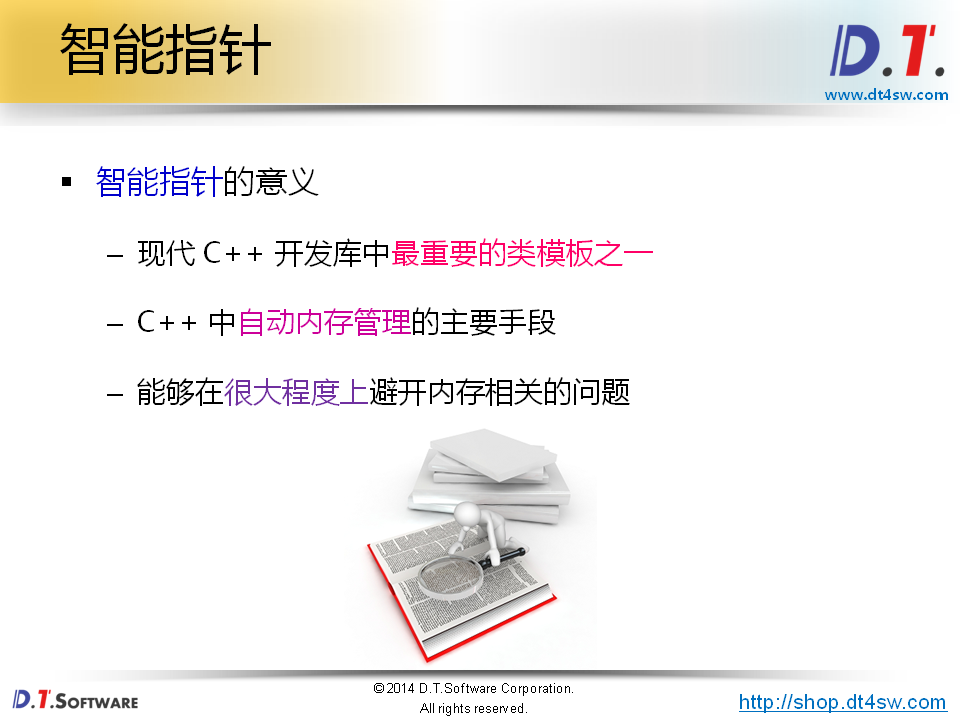 智能指针
D.T.
www.dt4sw.com
▪ 智能指针的意义
– 现代 C++ 开发库中最重要的类模板之一
– C++ 中自动内存管理的主要手段
– 能够在很大程度上避开内存相关的问题
D.T.SOFTWARE
©2014 D.T.Software Corporation.
All rights reserved.
http://shop.dt4sw.com